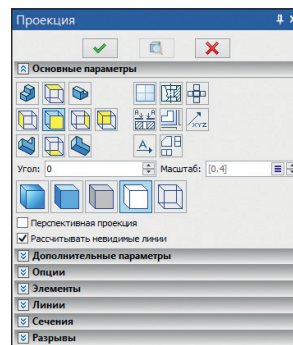 Проекция
Основные параметры
Угол: 0 Масштаб: [0.4]
Перспективная проекция
Рассчитывать невидимые линии
Дополнительные параметры
Опции
Элементы
Линии
Сечения
Разрывы